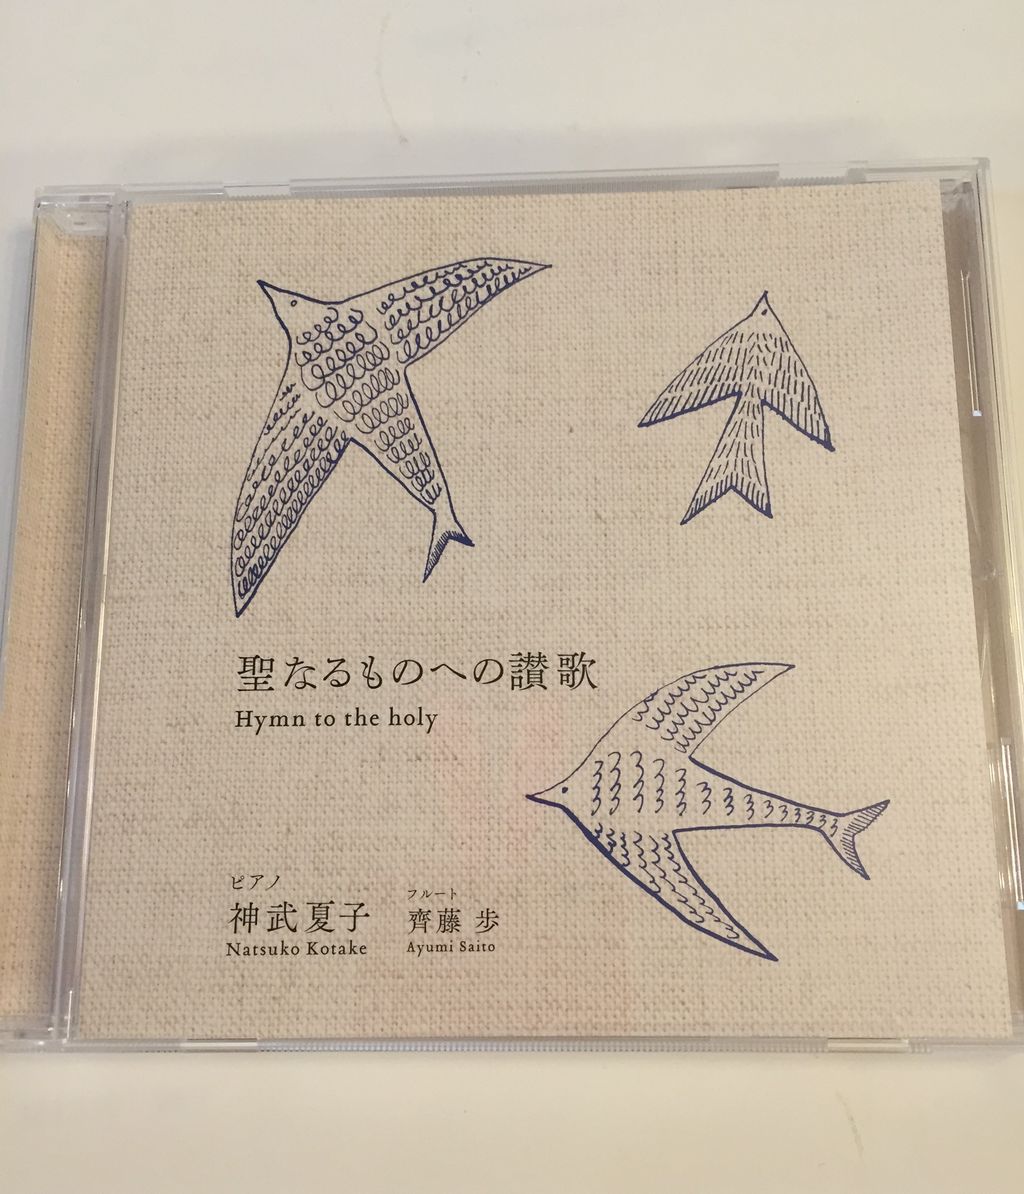 聖なるものへの讃歌
Hymn to the holy
ピアノ
神武夏子
Natsuko Kotake
フルート
齊藤 歩
Ayumi Saito